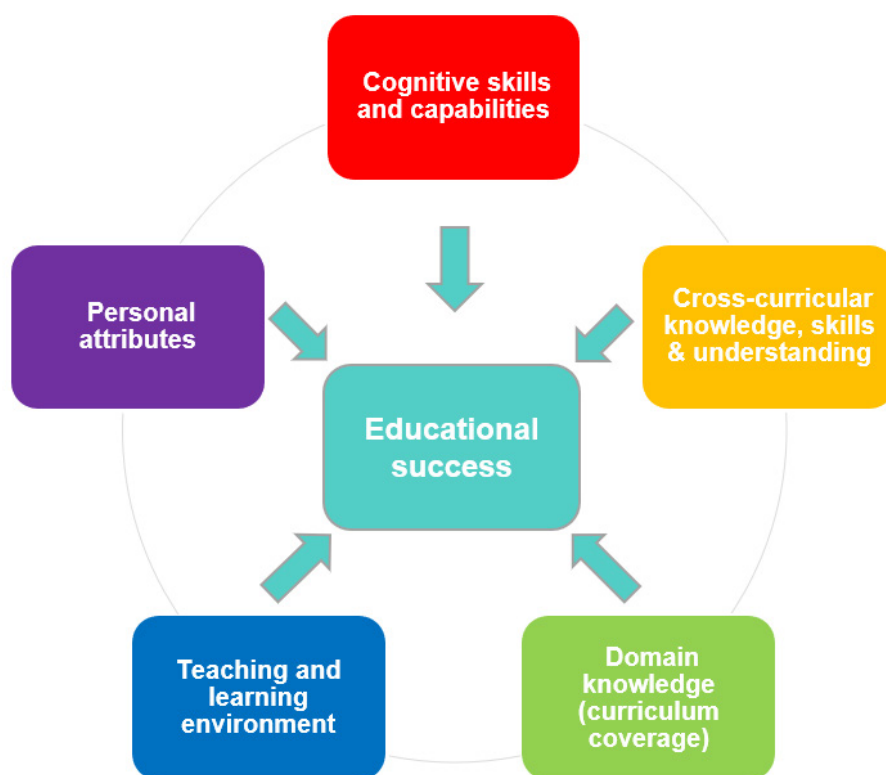 Cognitive skills
and capabilities
Personal
attributes
Cross-curricular
knowledge, skills
& understanding
Educational
success
Teaching and
learning
environment
Domain
knowledge
(curriculum
coverage)